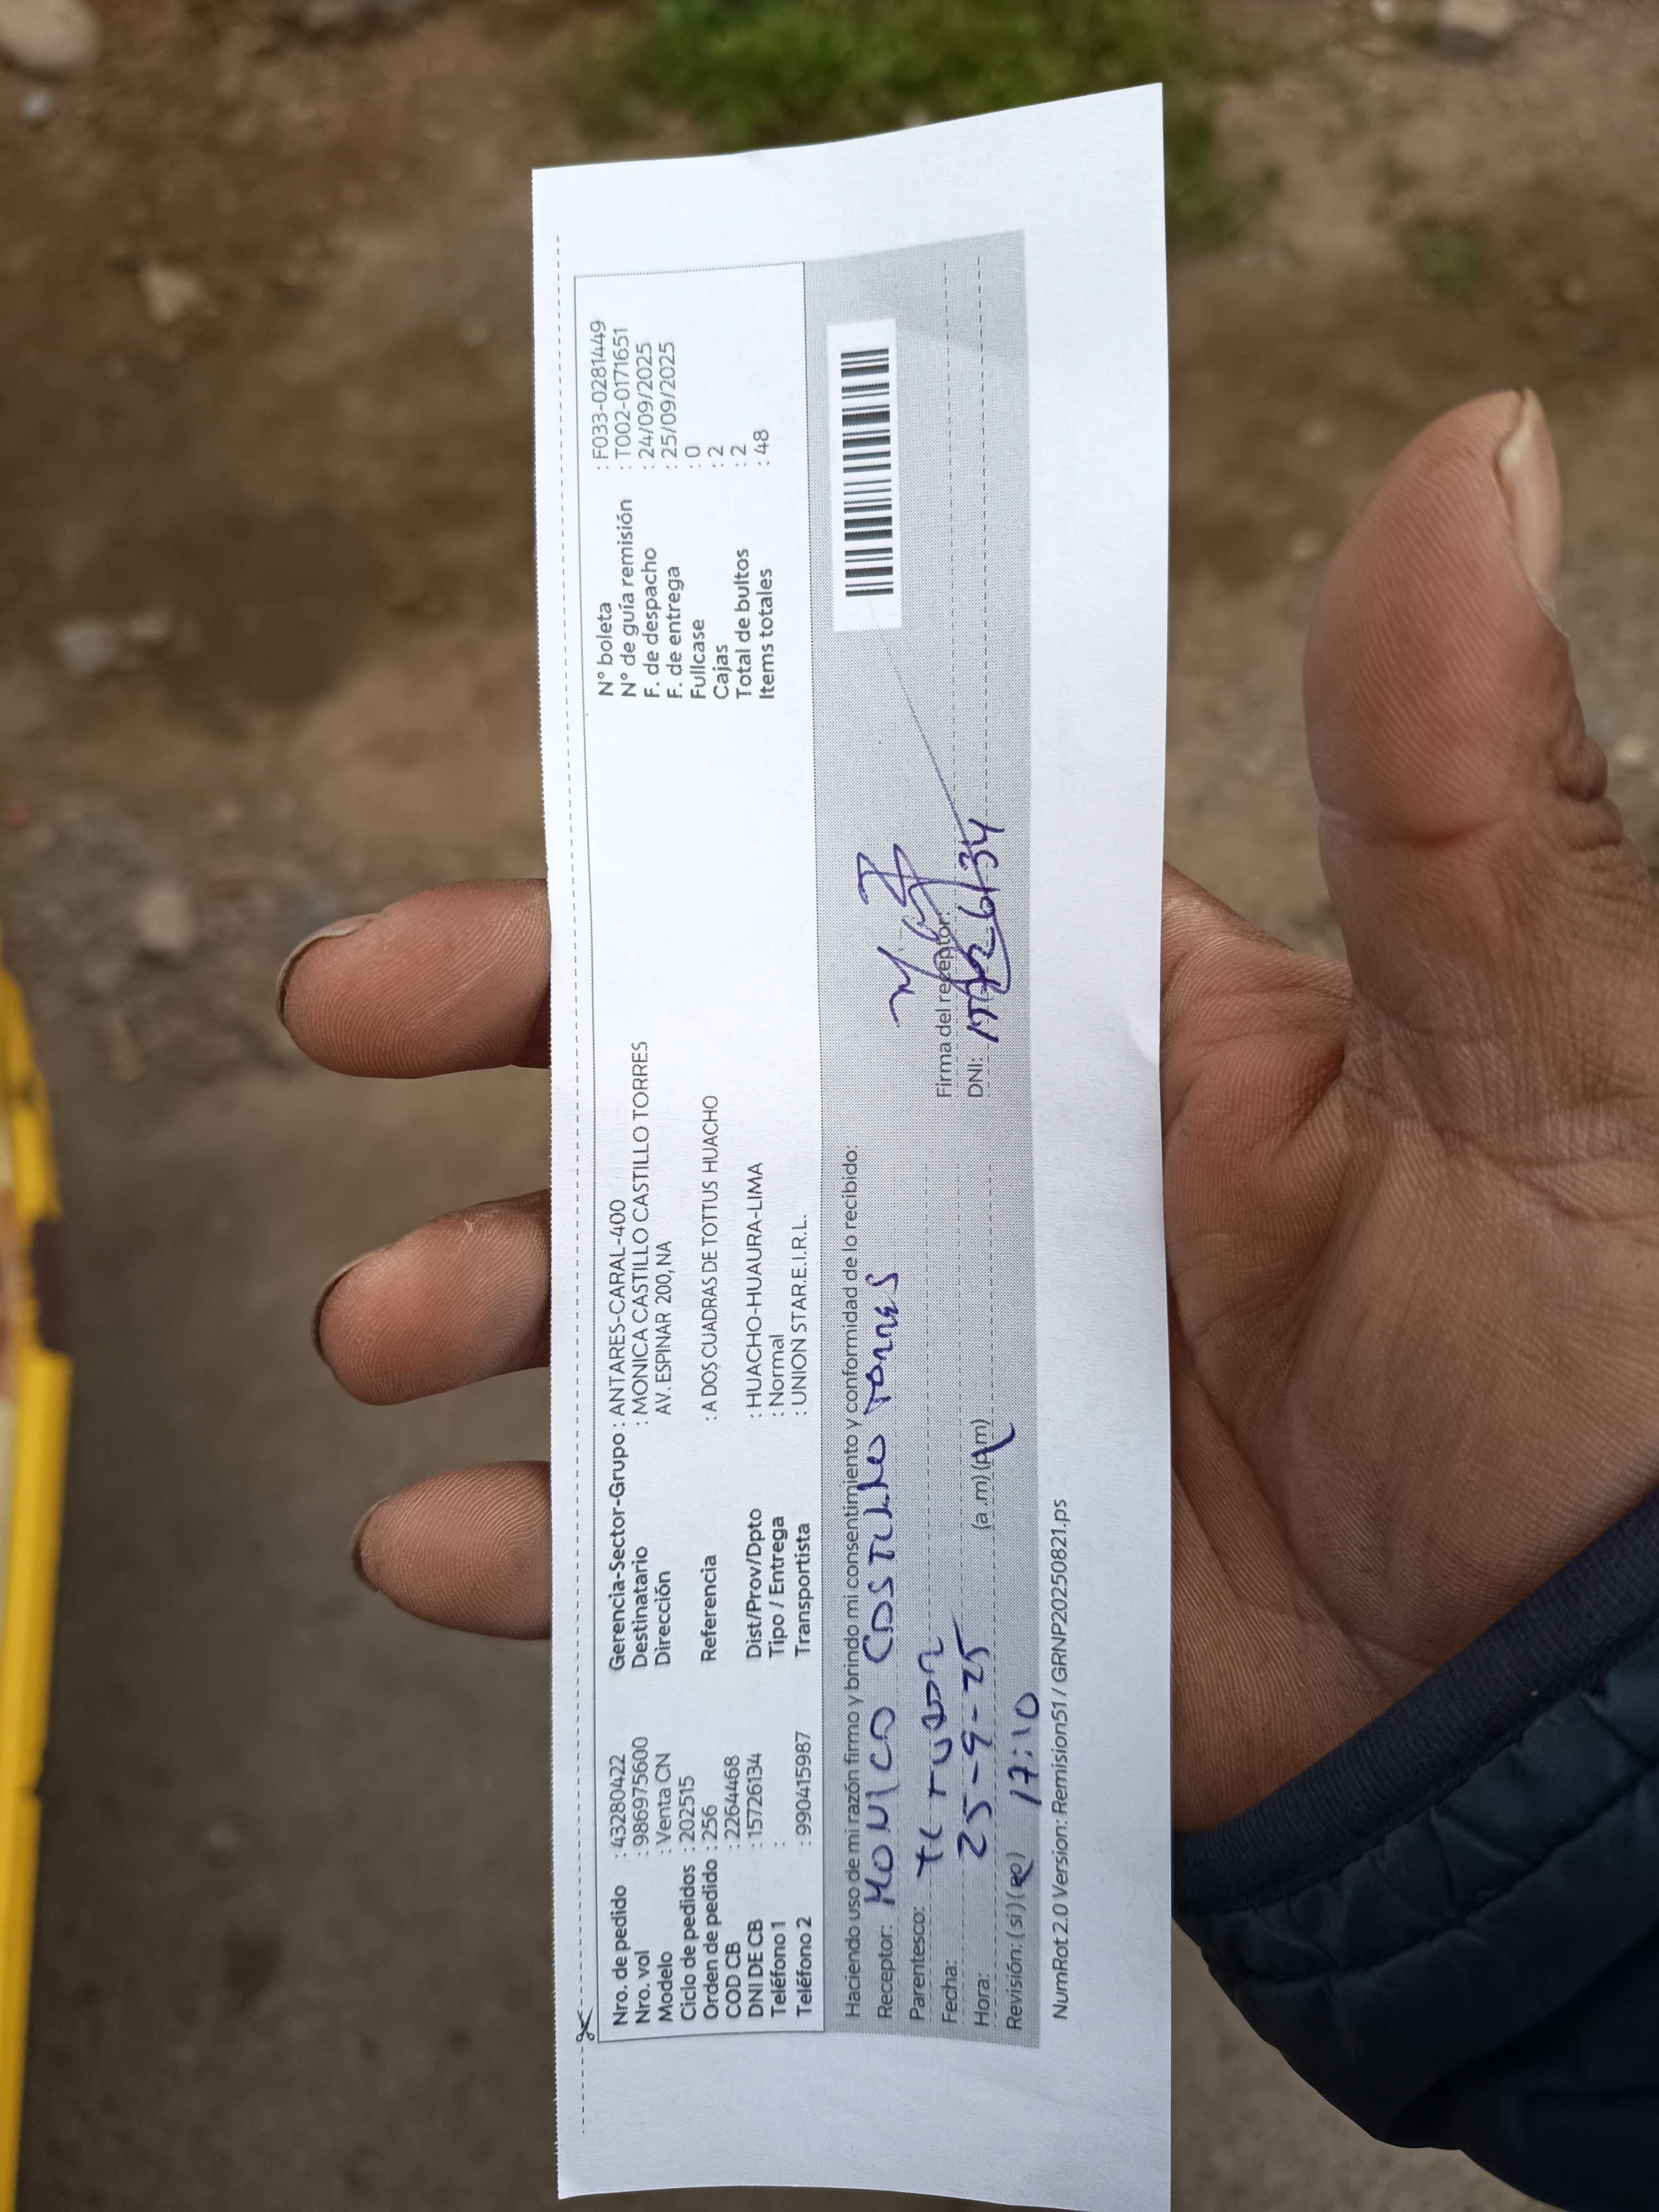 Nro. de pedido : 43280422 Gerencia-Sector-Grupo : ANTARES-CARAL-400 N° boleta : F033-0281449
Nro. vol : 986975600 Destinatario : MONICA CASTILLO CASTILLO TORRES N° de guía remisión : T002-0171651
Modelo : Venta CN Dirección AV. ESPINAR 200,NA F. de despacho : 24/09/2025
Ciclo de pedidos : 202515 F. de entrega : 25/09/2025
Orden de pedido : 256 Referencia : A DOS CUADRAS DE TOTTUS HUACHO Fullcase : 0
COD CB : 2264468 Cajas : 2
DNI DE CB : 15726134 Dist/Prov/Dpto : HUACHO-HUAURA-LIMA Total de bultos : 2
Teléfono 1 : Tipo / Entrega : Normal Items totales : 48
Teléfono 2 : 990415987 Transportista : UNION STAR.E.I.R.L.
Haciendo uso de mi razón firmo y brindo mi consentimiento y conformidad de lo recibido:
Receptor: MONICA CASTILLO TORRES
Parentesco: TITULAR
Fecha: 25-9-25 Firma del receptor:
Hora: 17:10 (a .m) (p.m) DNI: 15726134
Revisión: (si) (no)
NumRot 2.0 Version: Remision51 / GRNP20250821.ps